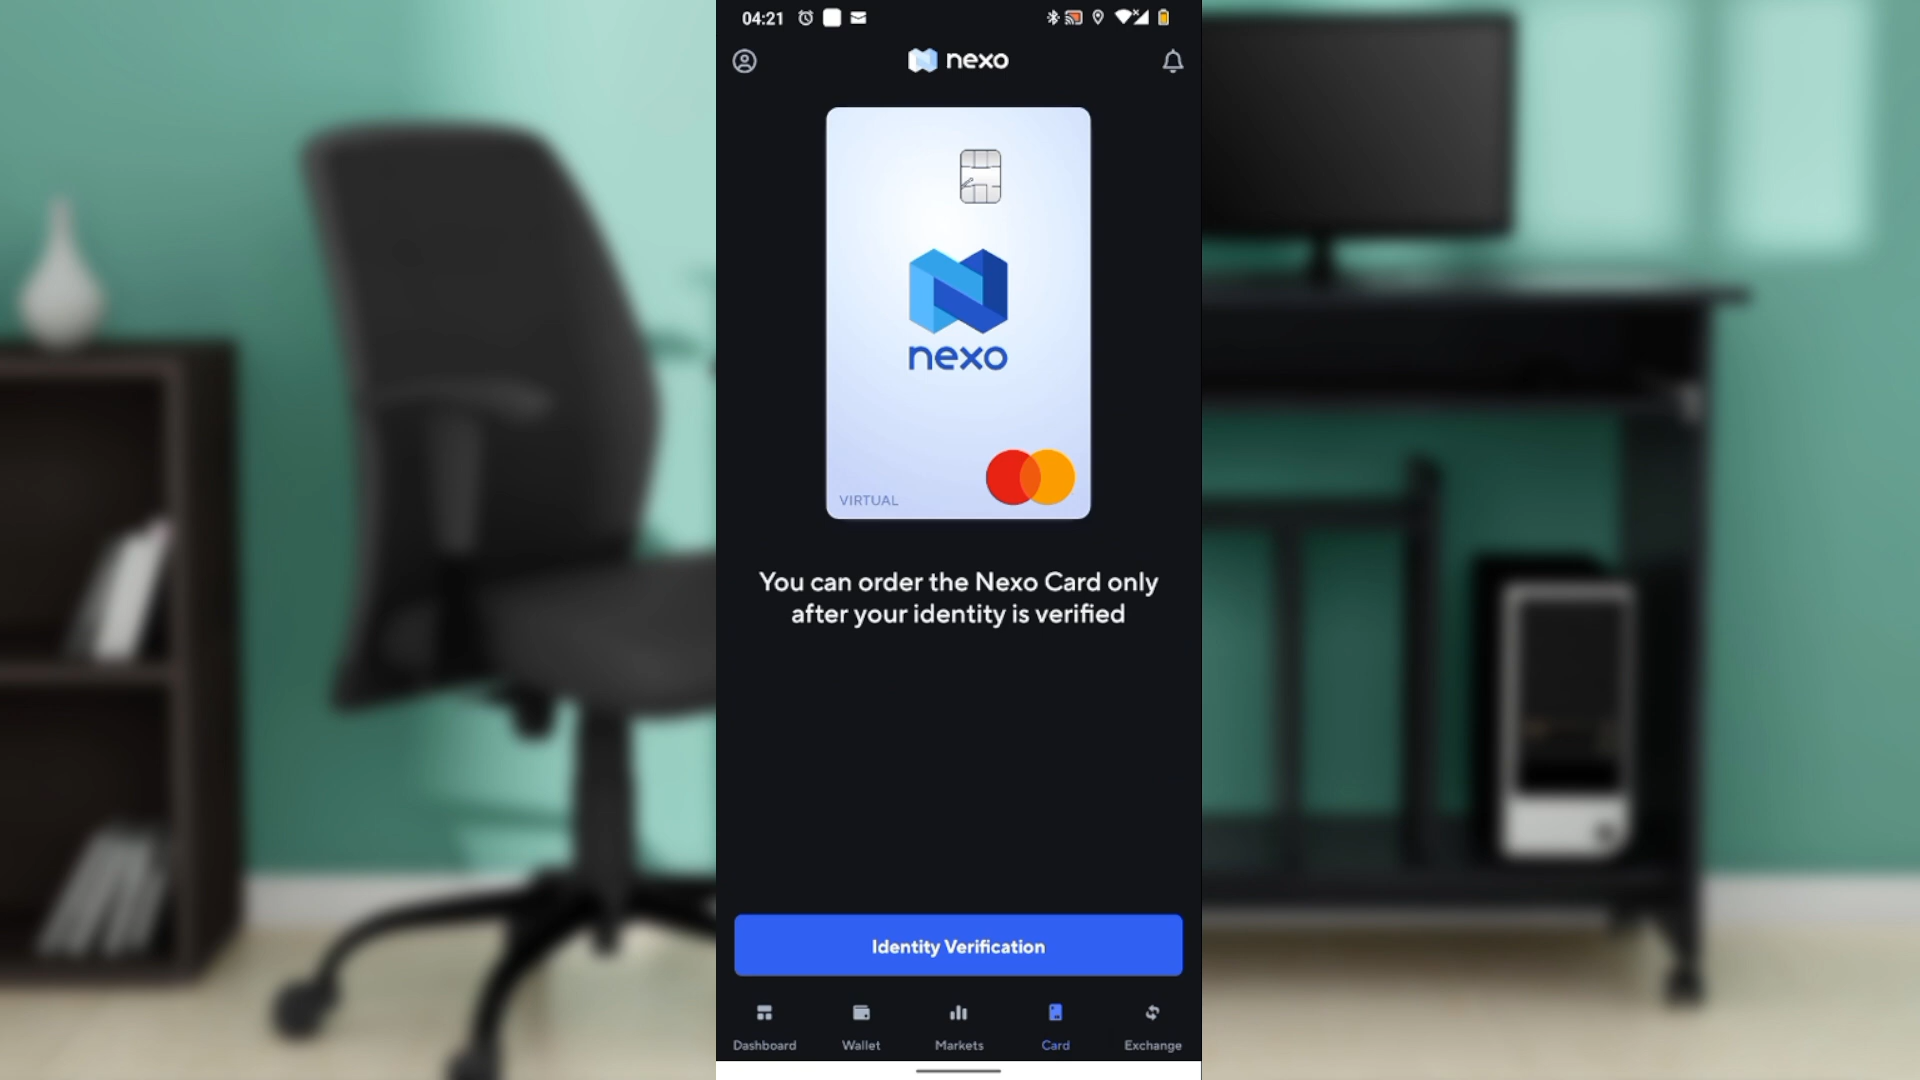 04:21
nexo
nexo
VIRTUAL
You can order the Nexo Card only
after your identity is verified
Identity Verification
Dashboard
Wallet
Markets
Card
Exchange